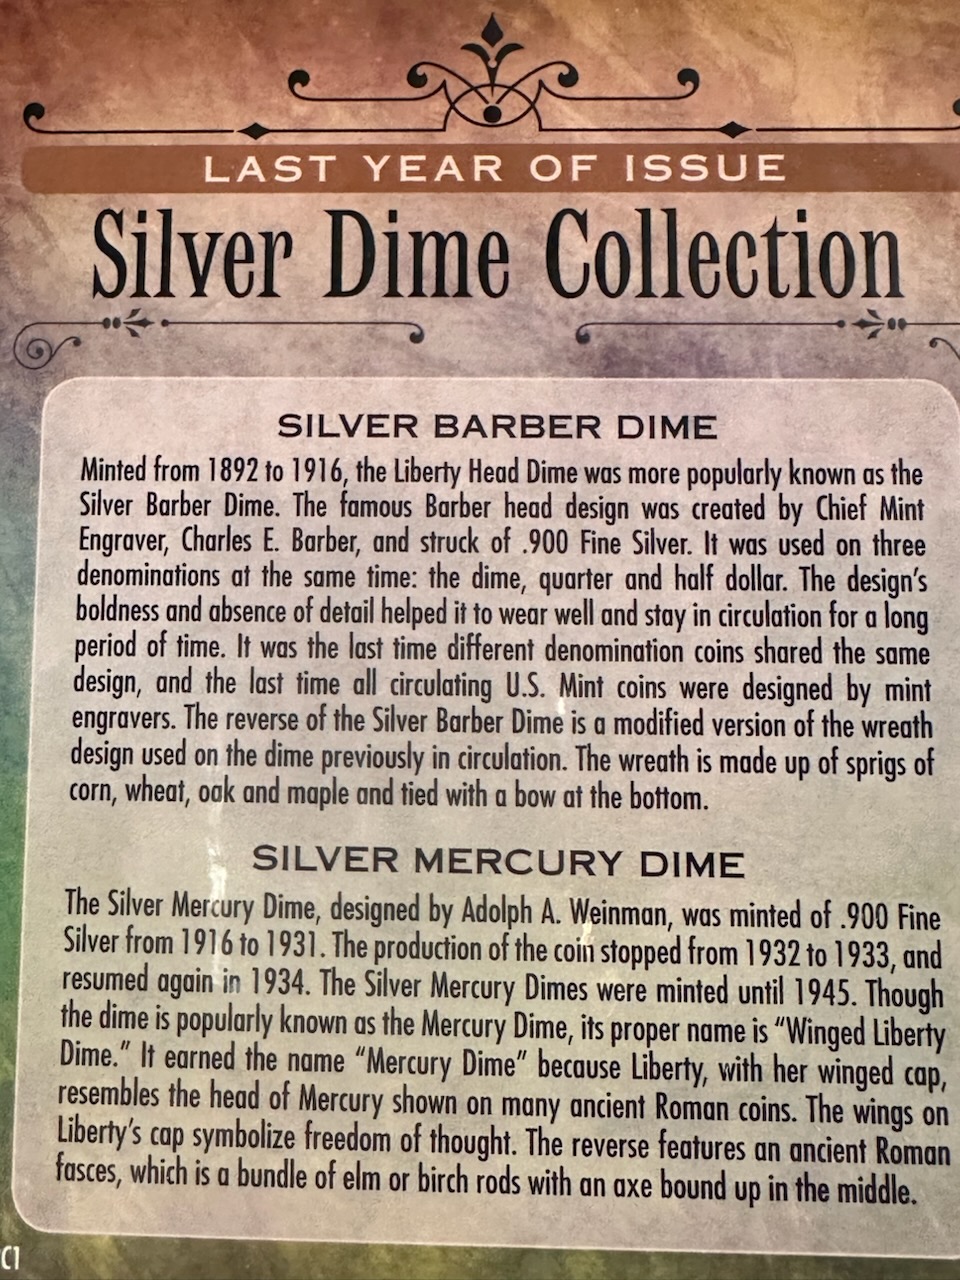 LAST YEAR OF ISSUE
Silver Dime Collection
SILVER BARBER DIME
Minted from 1892 to 1916, the Liberty Head Dime was more popularly known as the
Silver Barber Dime. The famous Barber head design was created by Chief Mint
Engraver, Charles E. Barber, and struck of .900 Fine Silver. It was used on three
denominations at the same time: the dime, quarter and half dollar. The design's
boldness and absence of detail helped it to wear well and stay in circulation for a long
period of time. It was the last time different denomination coins shared the same
design, and the last time all circulating U.S. Mint coins were designed by mint
engravers. The reverse of the Silver Barber Dime is a modified version of the wreath
design used on the dime previously in circulation. The wreath is made up of sprigs of
corn, wheat, oak and maple and tied with a bow at the bottom.
SILVER MERCURY DIME
The Silver Mercury Dime, designed by Adolph A. Weinman, was minted of .900 Fine
Silver from 1916 to 1931. The production of the coin stopped from 1932 to 1933, and
resumed again in 1934. The Silver Mercury Dimes were minted until 1945. Though
the dime is popularly known as the Mercury Dime, its proper name is “Winged Liberty
Dime.” It earned the name “Mercury Dime” because Liberty, with her winged cap,
resembles the head of Mercury shown on many ancient Roman coins. The wings on
Liberty's cap symbolize freedom of thought. The reverse features an ancient Roman
fasces, which is a bundle of elm or birch rods with an axe bound up in the middle.